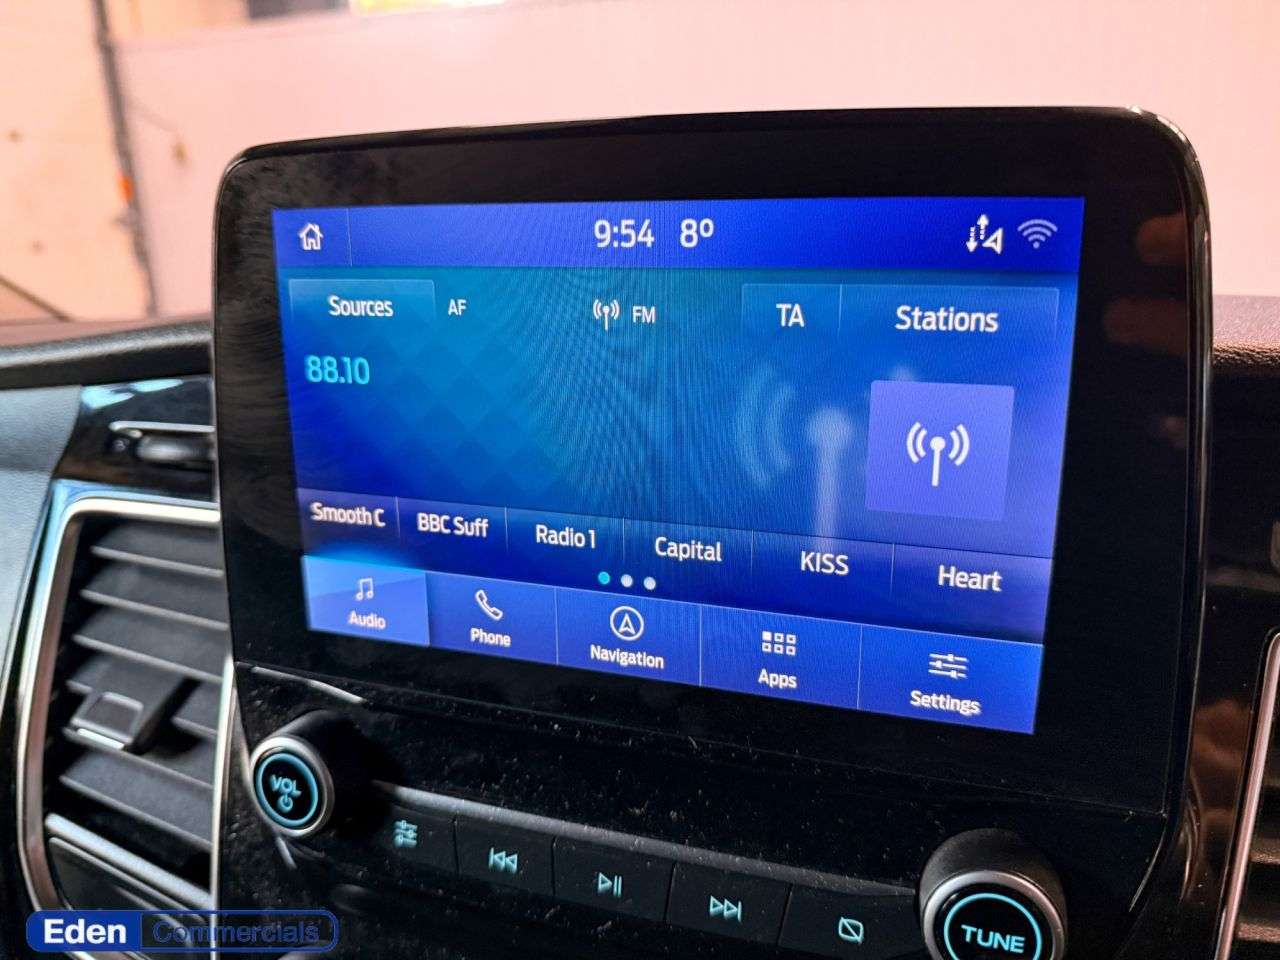 9:54 8º
Sources AF FM TA Stations
88.10
Smooth C BBC Suff Radio 1 Capital KISS Heart
Audio Phone Navigation Apps Settings
VOL
TUNE
Eden Commercials